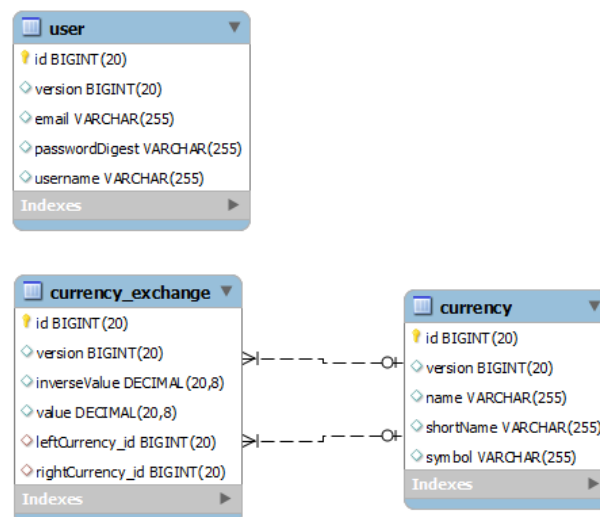 user
id BIGINT(20)
version BIGINT(20)
email VARCHAR(255)
passwordDigest VARCHAR(255)
username VARCHAR(255)
Indexes
currency_exchange
id BIGINT(20)
version BIGINT(20)
inverseValue DECIMAL(20,8)
value DECIMAL(20,8)
leftCurrency_id BIGINT(20)
rightCurrency_id BIGINT(20)
Indexes
currency
id BIGINT(20)
version BIGINT(20)
name VARCHAR(255)
shortName VARCHAR(255)
symbol VARCHAR(255)
Indexes